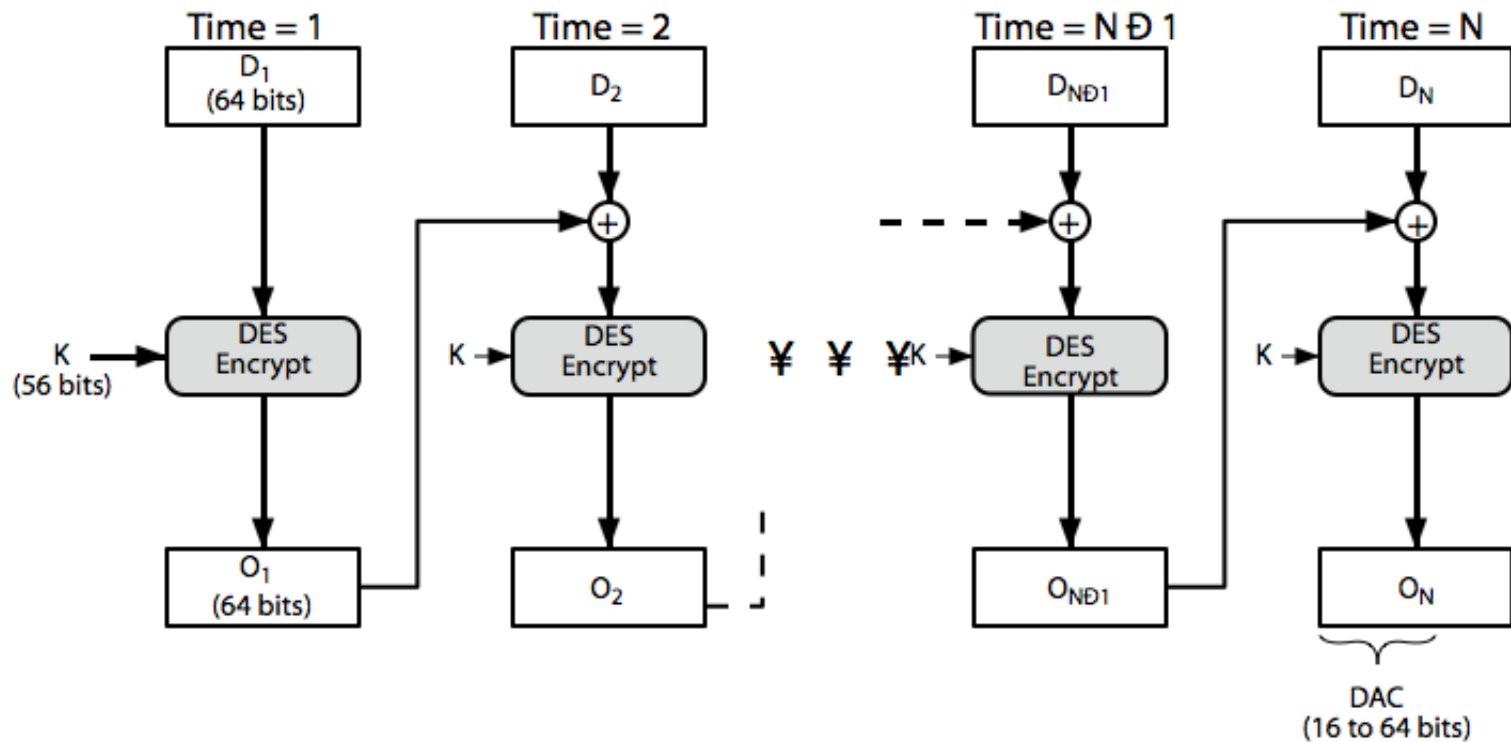 Time = 1
Time = 2
Time = N Ð 1
Time = N
D1
(64 bits)
D2
DNÐ1
DN
+
+
+
K
(56 bits)
DES
Encrypt
K
DES
Encrypt
¥ ¥ ¥
K
DES
Encrypt
K
DES
Encrypt
O1
(64 bits)
O2
ONÐ1
ON
DAC
(16 to 64 bits)